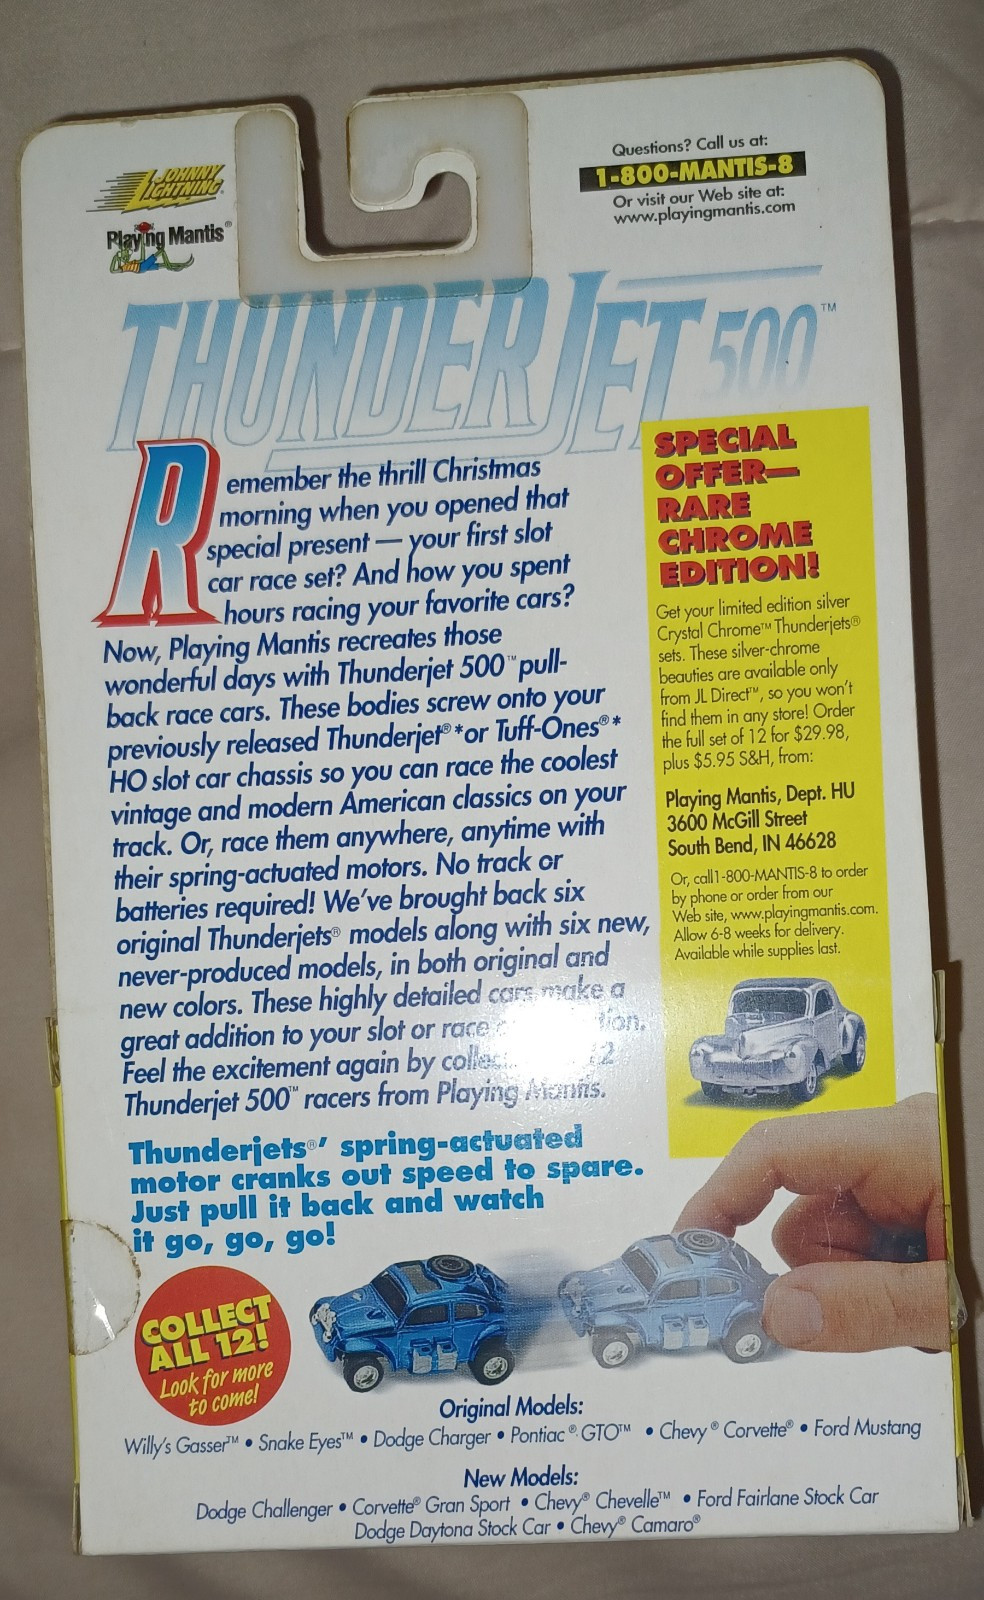 JOHNNY
LIGHTNING®
Playing Mantis®
Questions? Call us at:
1-800-MANTIS-8
Or visit our Web site at:
www.playingmantis.com
THUNDERJET 500™
Remember the thrill Christmas
morning when you opened that
special present — your first slot
car race set? And how you spent
hours racing your favorite cars?
Now, Playing Mantis recreates those
wonderful days with Thunderjet 500™ pull-
back race cars. These bodies screw onto your
previously released Thunderjet®* or Tuff-Ones®*
HO slot car chassis so you can race the coolest
vintage and modern American classics on your
track. Or, race them anywhere, anytime with
their spring-actuated motors. No track or
batteries required! We've brought back six
original Thunderjets® models along with six new,
never-produced models, in both original and
new colors. These highly detailed cars make a
great addition to your slot or race
Feel the excitement again by 12
Thunderjet 500™ racers from Playing Mantis.
SPECIAL
OFFER—
RARE
CHROME
EDITION!
Get your limited edition silver
Crystal Chrome™ Thunderjets®
sets. These silver-chrome
beauties are available only
from JL Direct™, so you won't
find them in any store! Order
the full set of 12 for $29.98,
plus $5.95 S&H, from:
Playing Mantis, Dept. HU
3600 McGill Street
South Bend, IN 46628
Or, call1-800-MANTIS-8 to order
by phone or order from our
Web site, www.playingmantis.com.
Allow 6-8 weeks for delivery.
Available while supplies last.
Thunderjets®' spring-actuated
motor cranks out speed to spare.
Just pull it back and watch
it go, go, go!
COLLECT
ALL 12!
Look for more
to come!
Original Models:
Willy's Gasser™ • Snake Eyes™ • Dodge Charger • Pontiac® GTO™ • Chevy® Corvette® • Ford Mustang
New Models:
Dodge Challenger • Corvette® Gran Sport • Chevy® Chevelle™ • Ford Fairlane Stock Car
Dodge Daytona Stock Car • Chevy® Camaro®